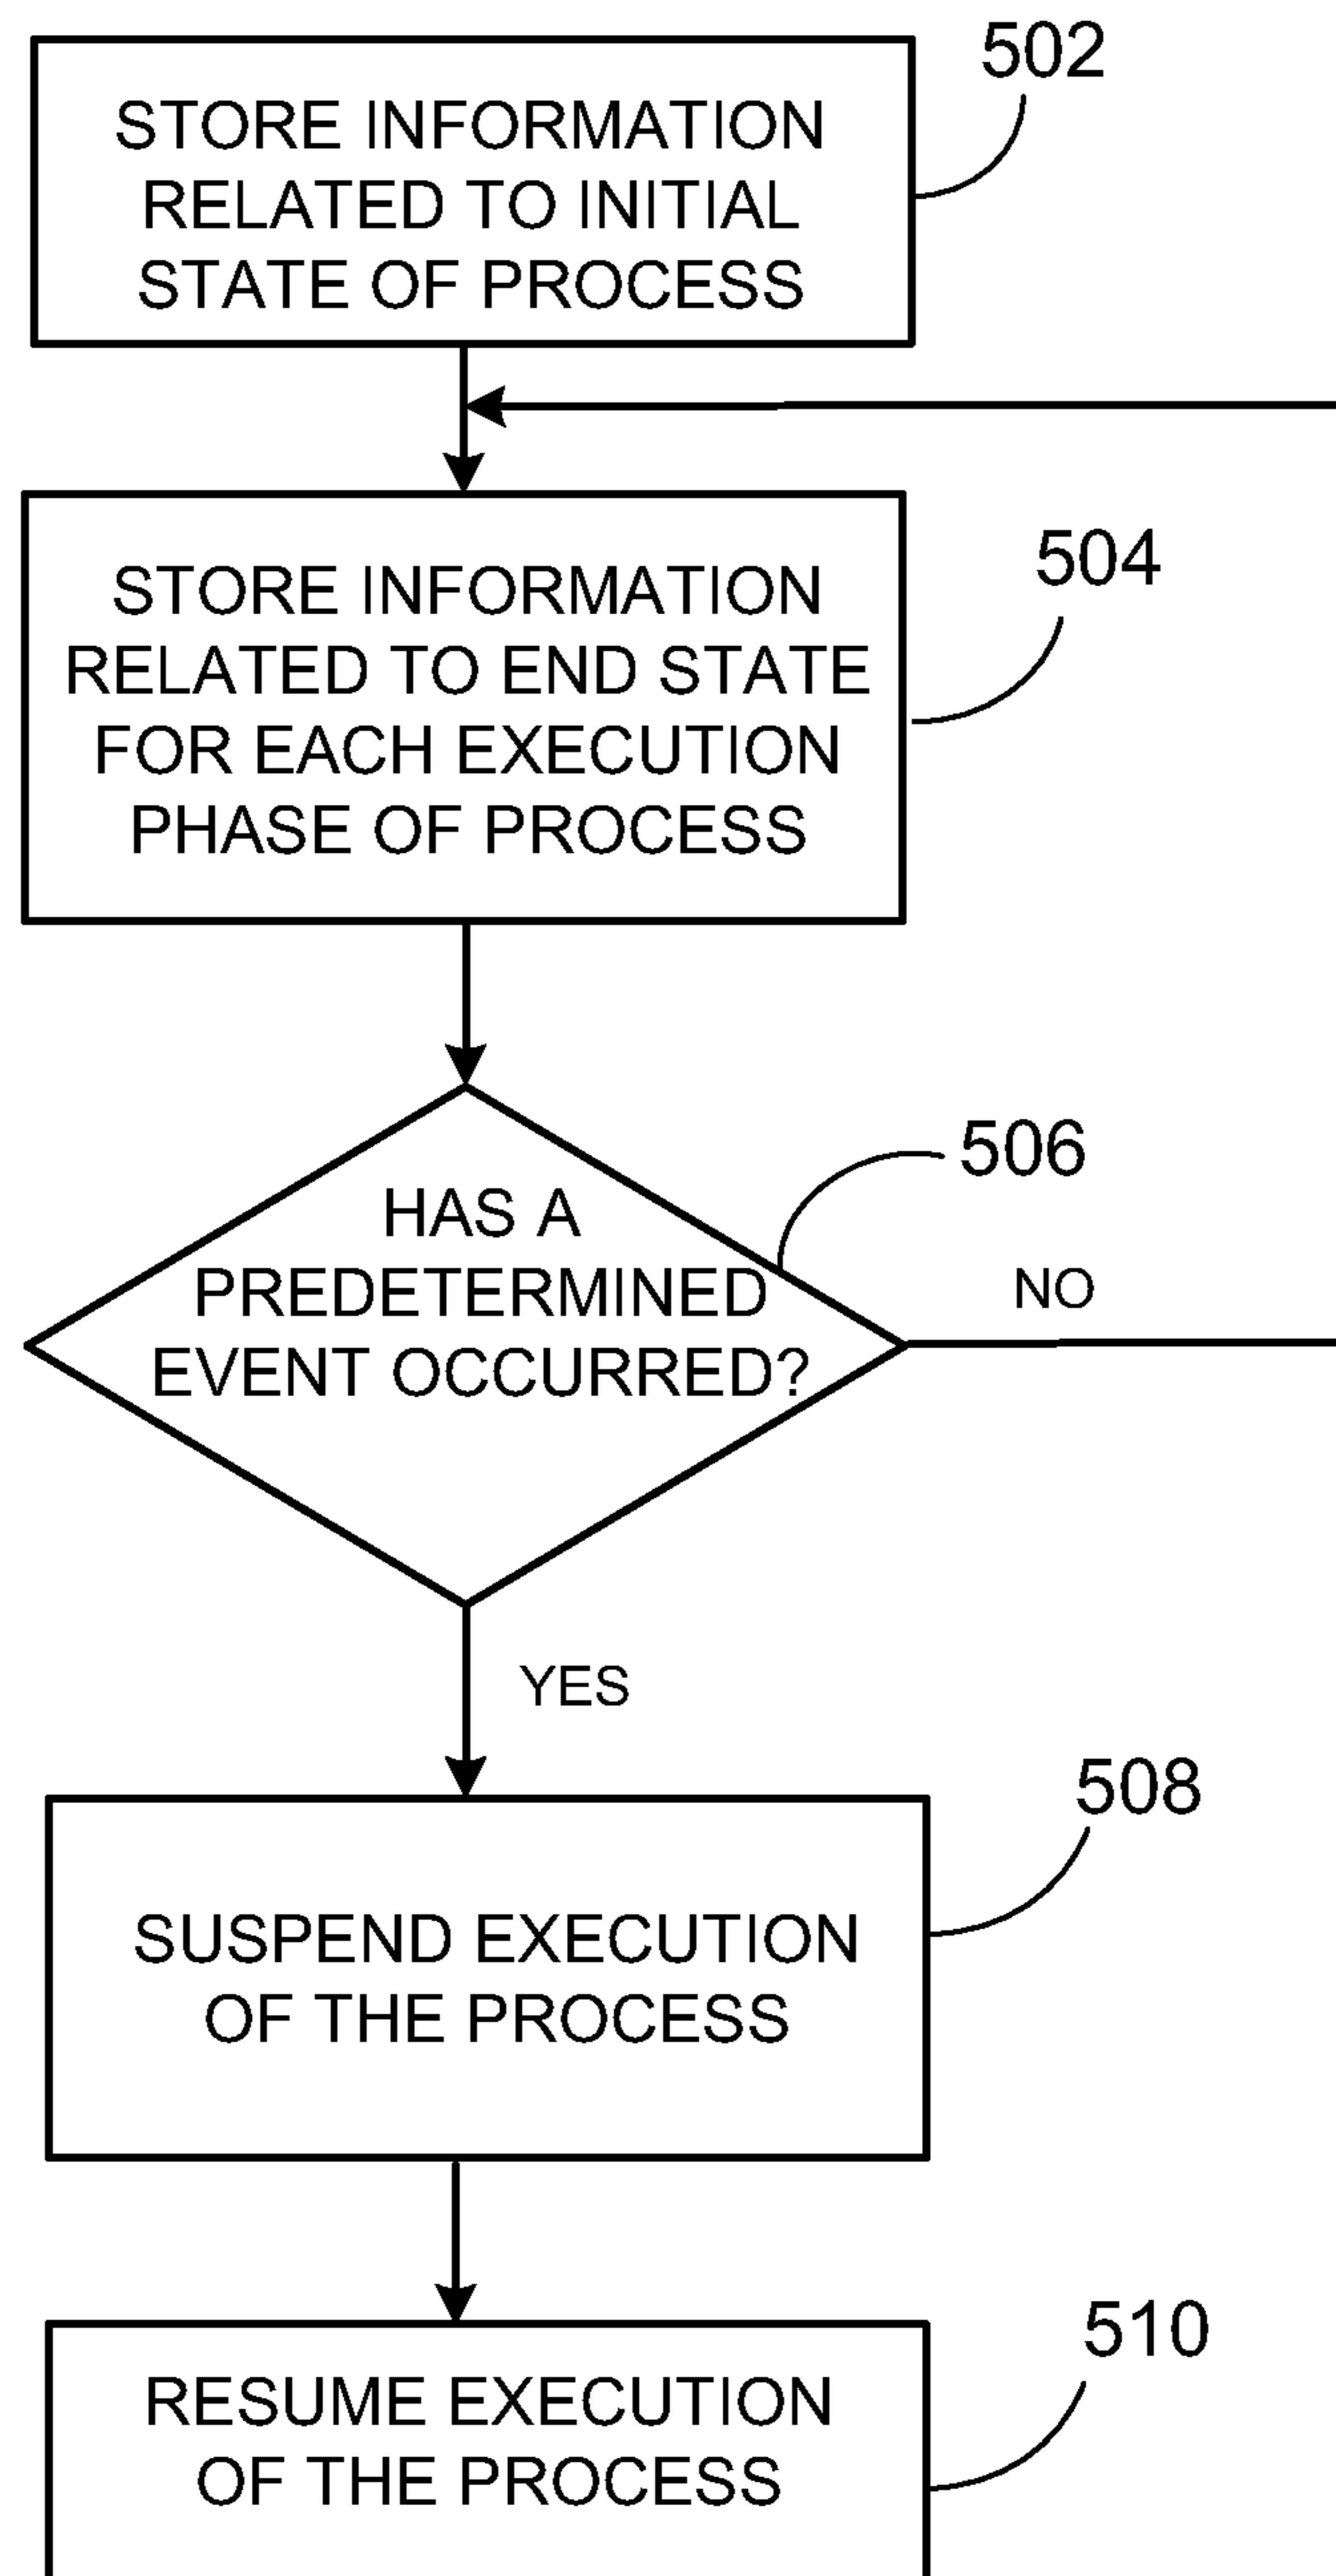 502
STORE INFORMATION
RELATED TO INITIAL
STATE OF PROCESS
504
STORE INFORMATION
RELATED TO END STATE
FOR EACH EXECUTION
PHASE OF PROCESS
506
HAS A
PREDETERMINED
EVENT OCCURRED?
NO
YES
508
SUSPEND EXECUTION
OF THE PROCESS
510
RESUME EXECUTION
OF THE PROCESS